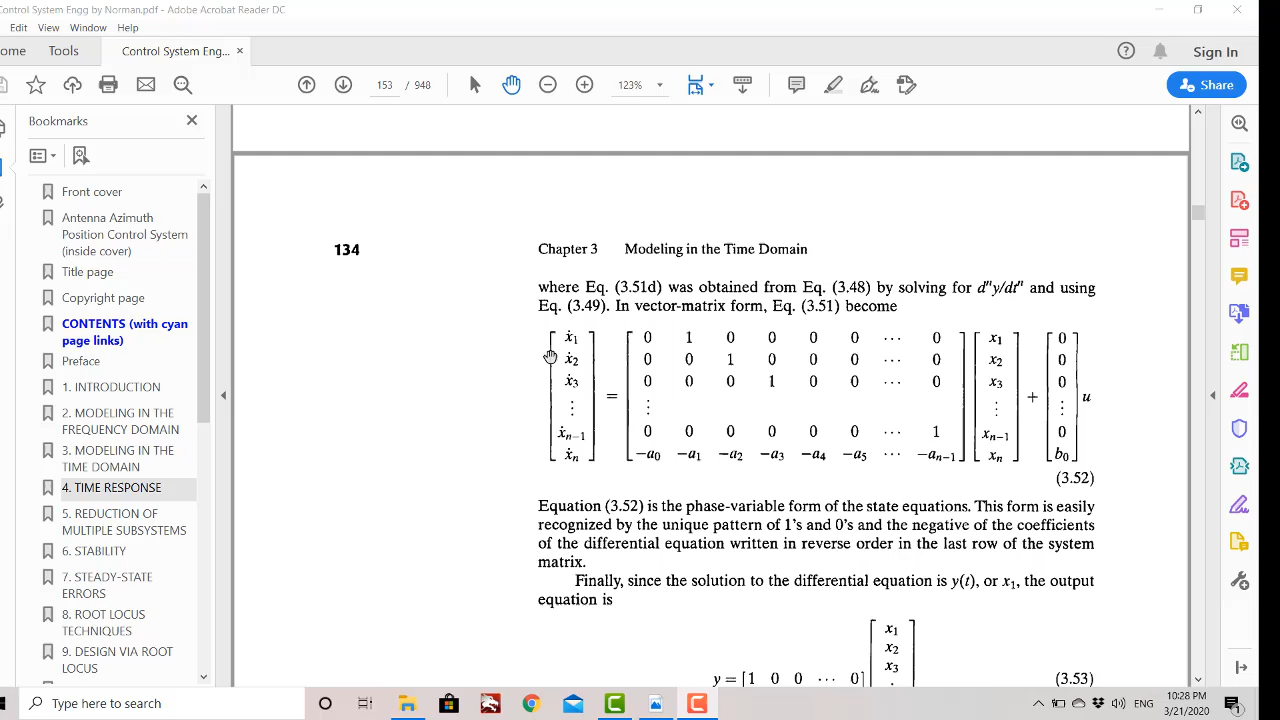 Control System Engg by Norman.pdf - Adobe Acrobat Reader DC
Edit View Window Help
ome Tools Control System Eng... × Sign In
153 / 948 123% Share
Bookmarks
Front cover
Antenna Azimuth
Position Control System
(inside cover)
Title page
Copyright page
CONTENTS (with cyan
page links)
Preface
1. INTRODUCTION
2. MODELING IN THE
FREQUENCY DOMAIN
3. MODELING IN THE
TIME DOMAIN
4. TIME RESPONSE
5. REDUCTION OF
MULTIPLE SUBSYSTEMS
6. STABILITY
7. STEADY-STATE
ERRORS
8. ROOT LOCUS
TECHNIQUES
9. DESIGN VIA ROOT
LOCUS
134 Chapter 3 Modeling in the Time Domain
where Eq. (3.51d) was obtained from Eq. (3.48) by solving for dⁿy/dtⁿ and using
Eq. (3.49). In vector-matrix form, Eq. (3.51) become
ẋ₁ 0 1 0 0 0 0 ⋯ 0 x₁ 0
ẋ₂ 0 0 1 0 0 0 ⋯ 0 x₂ 0
ẋ₃ 0 0 0 1 0 0 ⋯ 0 x₃ 0
⋮ = ⋮ ⋮ + ⋮ u
ẋₙ₋₁ 0 0 0 0 0 0 ⋯ 1 xₙ₋₁ 0
ẋₙ −a₀ −a₁ −a₂ −a₃ −a₄ −a₅ ⋯ −aₙ₋₁ xₙ b₀
(3.52)
Equation (3.52) is the phase-variable form of the state equations. This form is easily
recognized by the unique pattern of 1's and 0's and the negative of the coefficients
of the differential equation written in reverse order in the last row of the system
matrix.
Finally, since the solution to the differential equation is y(t), or x₁, the output
equation is
x₁
x₂
x₃
y = [1 0 0 ⋯ 0] (3.53)
Type here to search
ENG
10:28 PM
3/21/2020
1